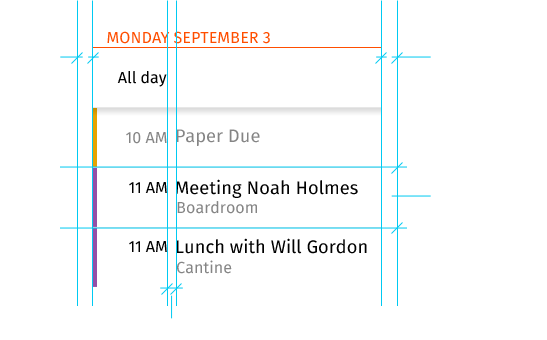 MONDAY SEPTEMBER 3
All day
10 AM Paper Due
11 AM Meeting Noah Holmes
Boardroom
11 AM Lunch with Will Gordon
Cantine